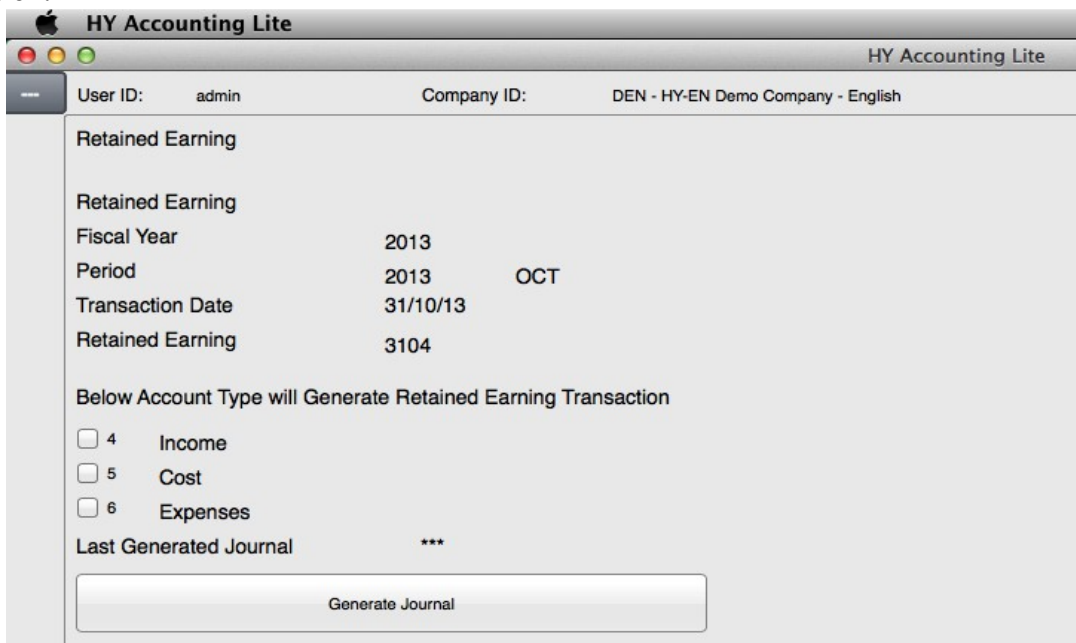 HY Accounting Lite
HY Accounting Lite
--- User ID: admin Company ID: DEN - HY-EN Demo Company - English
Retained Earning
Retained Earning
Fiscal Year 2013
Period 2013 OCT
Transaction Date 31/10/13
Retained Earning 3104
Below Account Type will Generate Retained Earning Transaction
4 Income
5 Cost
6 Expenses
Last Generated Journal ***
Generate Journal